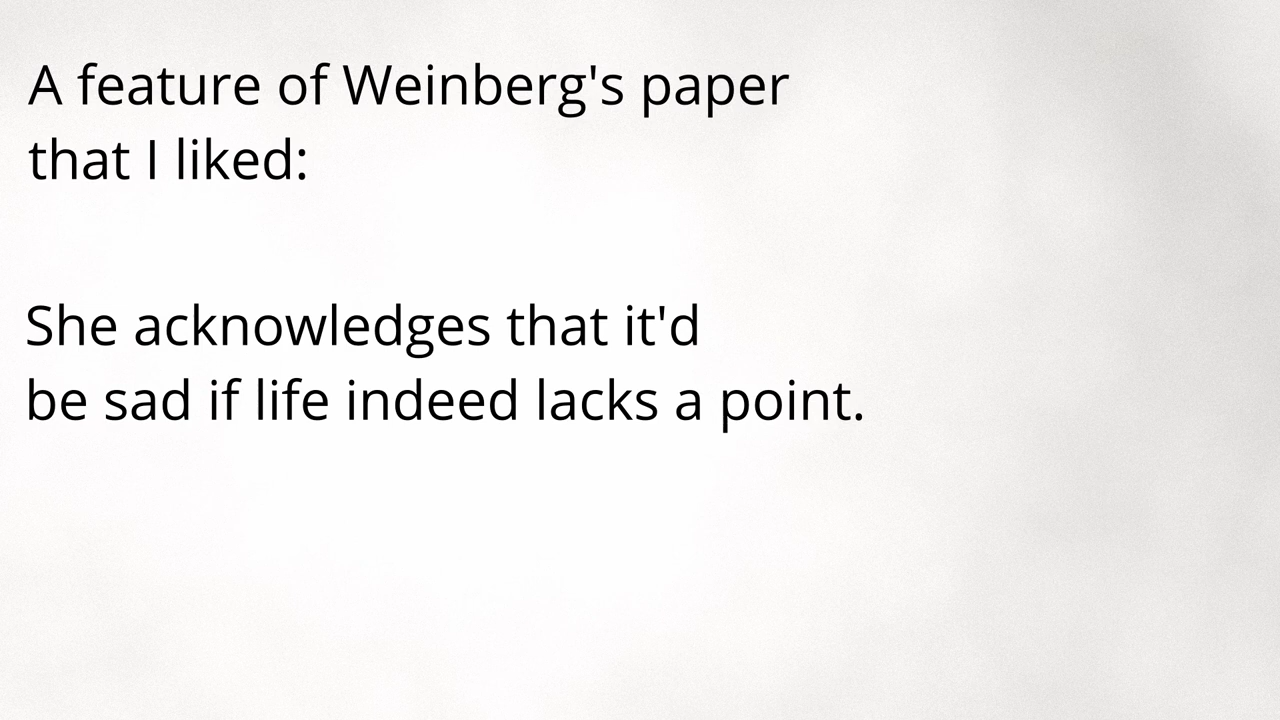 A feature of Weinberg's paper
that I liked:
She acknowledges that it'd
be sad if life indeed lacks a point.